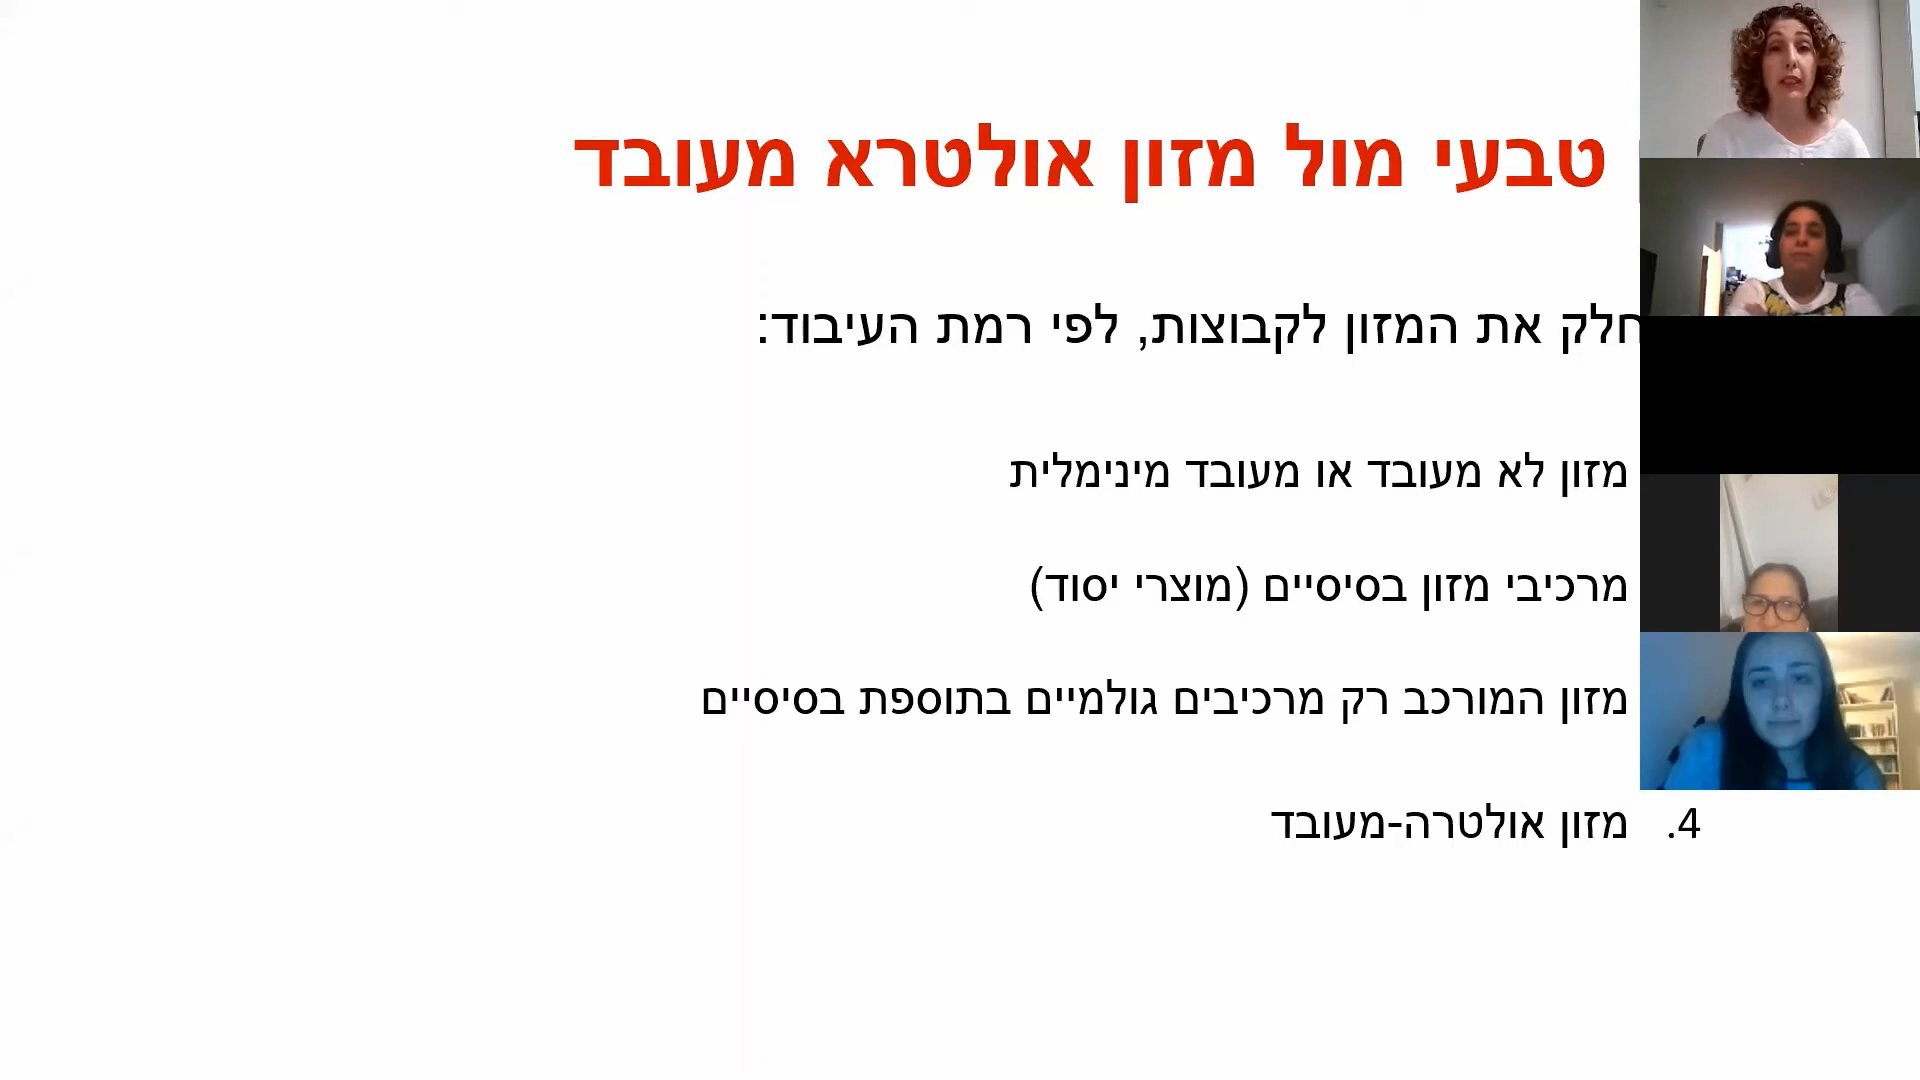 טבעי מול מזון אולטרא מעובד
חלק את המזון לקבוצות, לפי רמת העיבוד:
מזון לא מעובד או מעובד מינימלית
מרכיבי מזון בסיסיים (מוצרי יסוד)
מזון המורכב רק מרכיבים גולמיים בתוספת בסיסיים
4. מזון אולטרה-מעובד